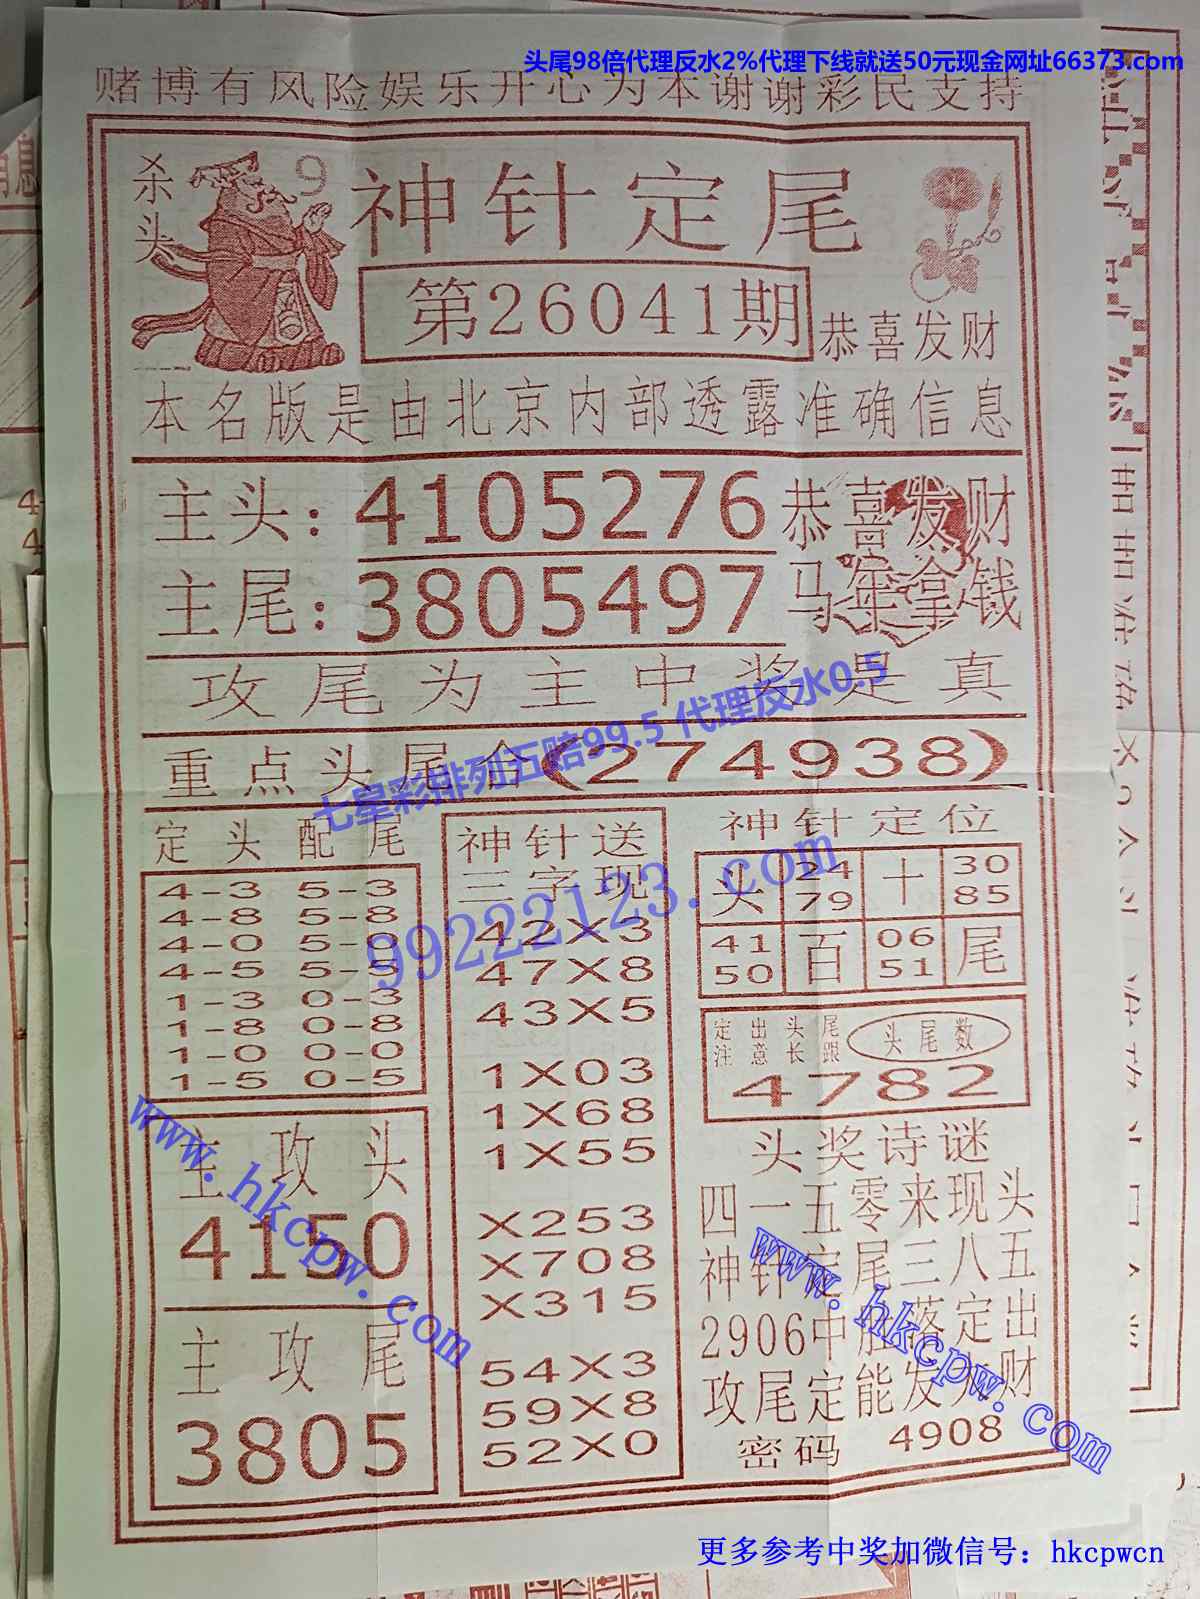 头尾98倍代理反水2%代理下线就送50元现金网址66373.com
赌博有风险娱乐开心为本谢谢彩民支持
杀头
9
神针定尾
第26041期
恭喜发财
本名版是由北京内部透露准确信息
主头：4105276
恭喜发财
主尾：3805497
马年拿钱
攻尾为主中奖是真
七星彩排列五赔99.5 代理反水0.5
重点头尾合(274938)
定头配尾
4-3 5-3
4-8 5-8
4-0 5-0
4-5 5-5
1-3 0-3
1-8 0-8
1-0 0-0
1-5 0-5
主攻头
4150
主攻尾
3805
神针送
三字现
42X3
47X8
43X5
1X03
1X68
1X55
X253
X708
X315
54X3
59X8
52X0
神针定位
头 24 79 十 30 85
41 50 百 06 51 尾
定出头尾
注意长跟
头尾数
4782
头奖诗谜
四一五零来现头
神针定尾三八五
2906中胜落定出
攻尾定能发大财
密码 4908
99222123.com
www.hkcpw.com
www.hkcpw.com
更多参考中奖加微信号：hkcpwcn